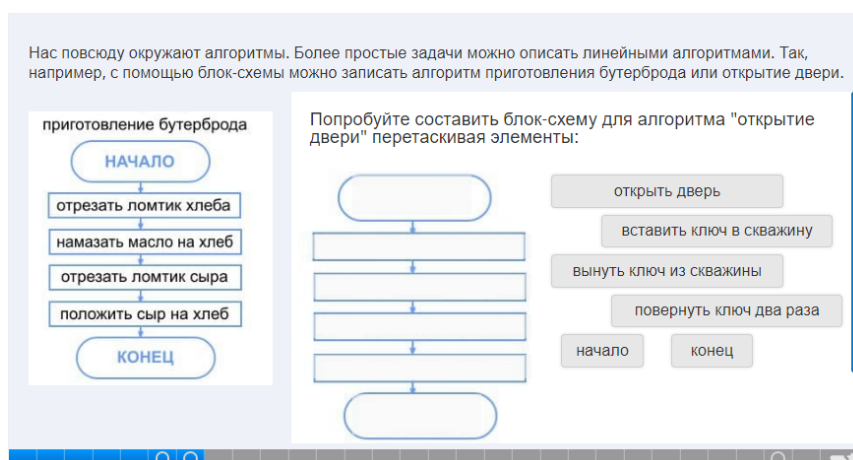 Нас повсюду окружают алгоритмы. Более простые задачи можно описать линейными алгоритмами. Так,
например, с помощью блок-схемы можно записать алгоритм приготовления бутерброда или открытие двери.
приготовление бутерброда
НАЧАЛО
отрезать ломтик хлеба
намазать масло на хлеб
отрезать ломтик сыра
положить сыр на хлеб
КОНЕЦ
Попробуйте составить блок-схему для алгоритма "открытие
двери" перетаскивая элементы:
открыть дверь
вставить ключ в скважину
вынуть ключ из скважины
повернуть ключ два раза
начало конец